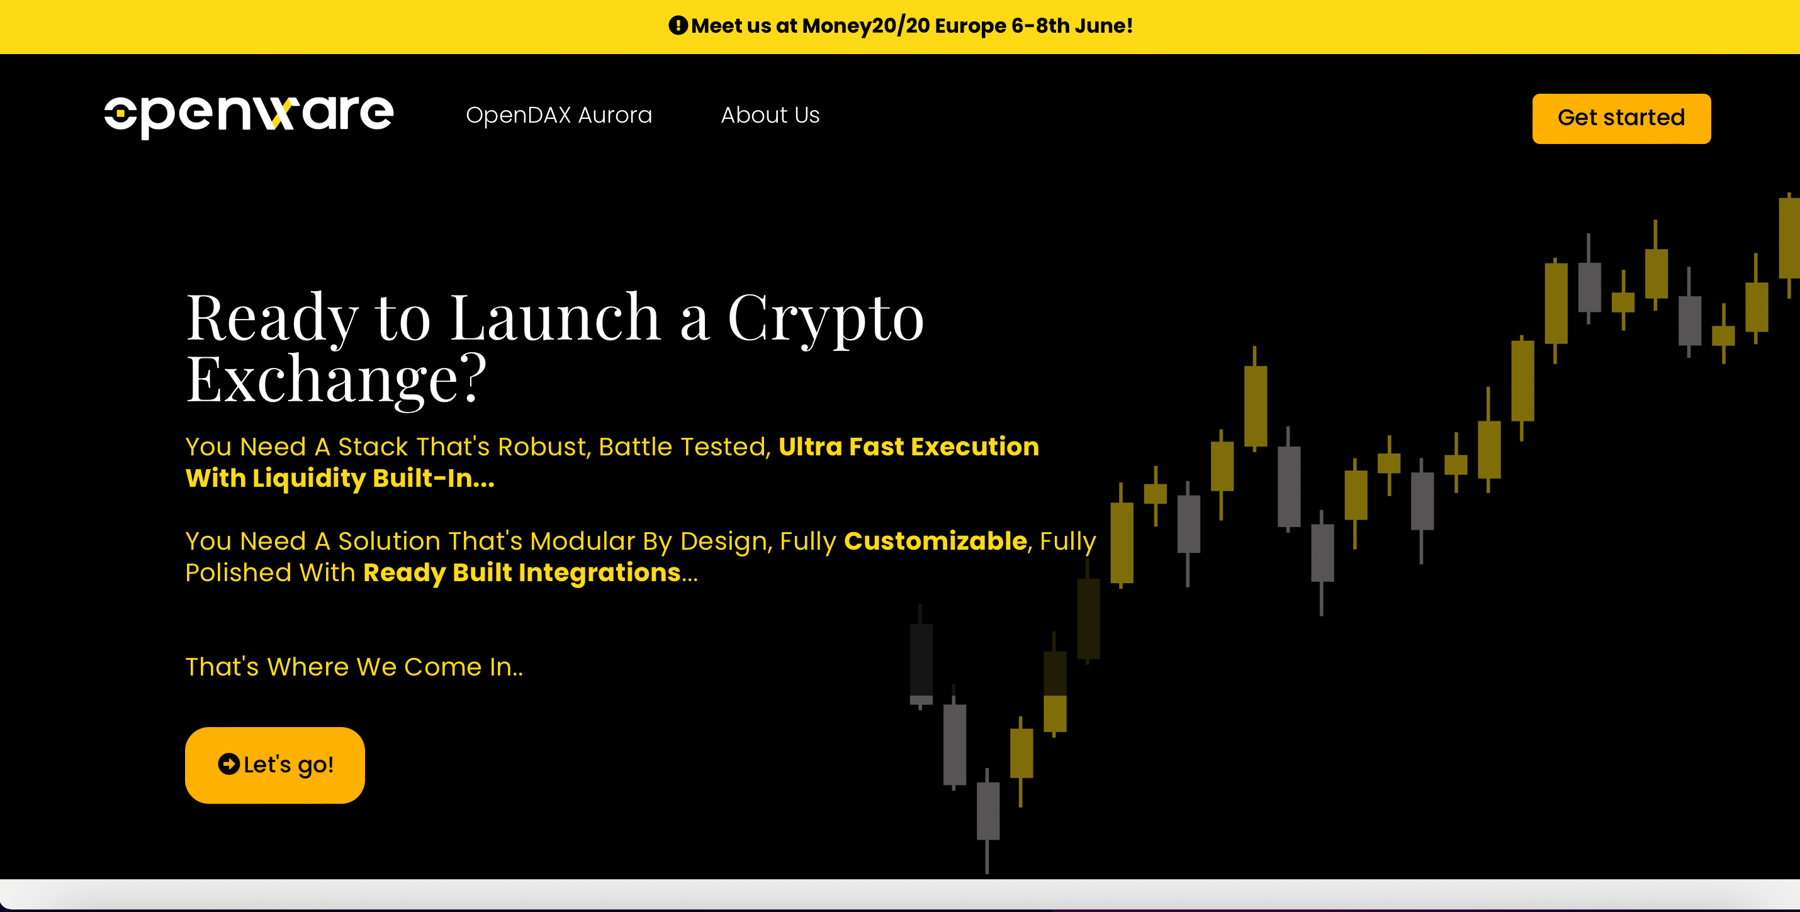 Meet us at Money20/20 Europe 6-8th June!
openware
OpenDAX Aurora
About Us
Get started
Ready to Launch a Crypto
Exchange?
You Need A Stack That's Robust, Battle Tested, Ultra Fast Execution
With Liquidity Built-In...
You Need A Solution That's Modular By Design, Fully Customizable, Fully
Polished With Ready Built Integrations...
That's Where We Come In..
Let's go!